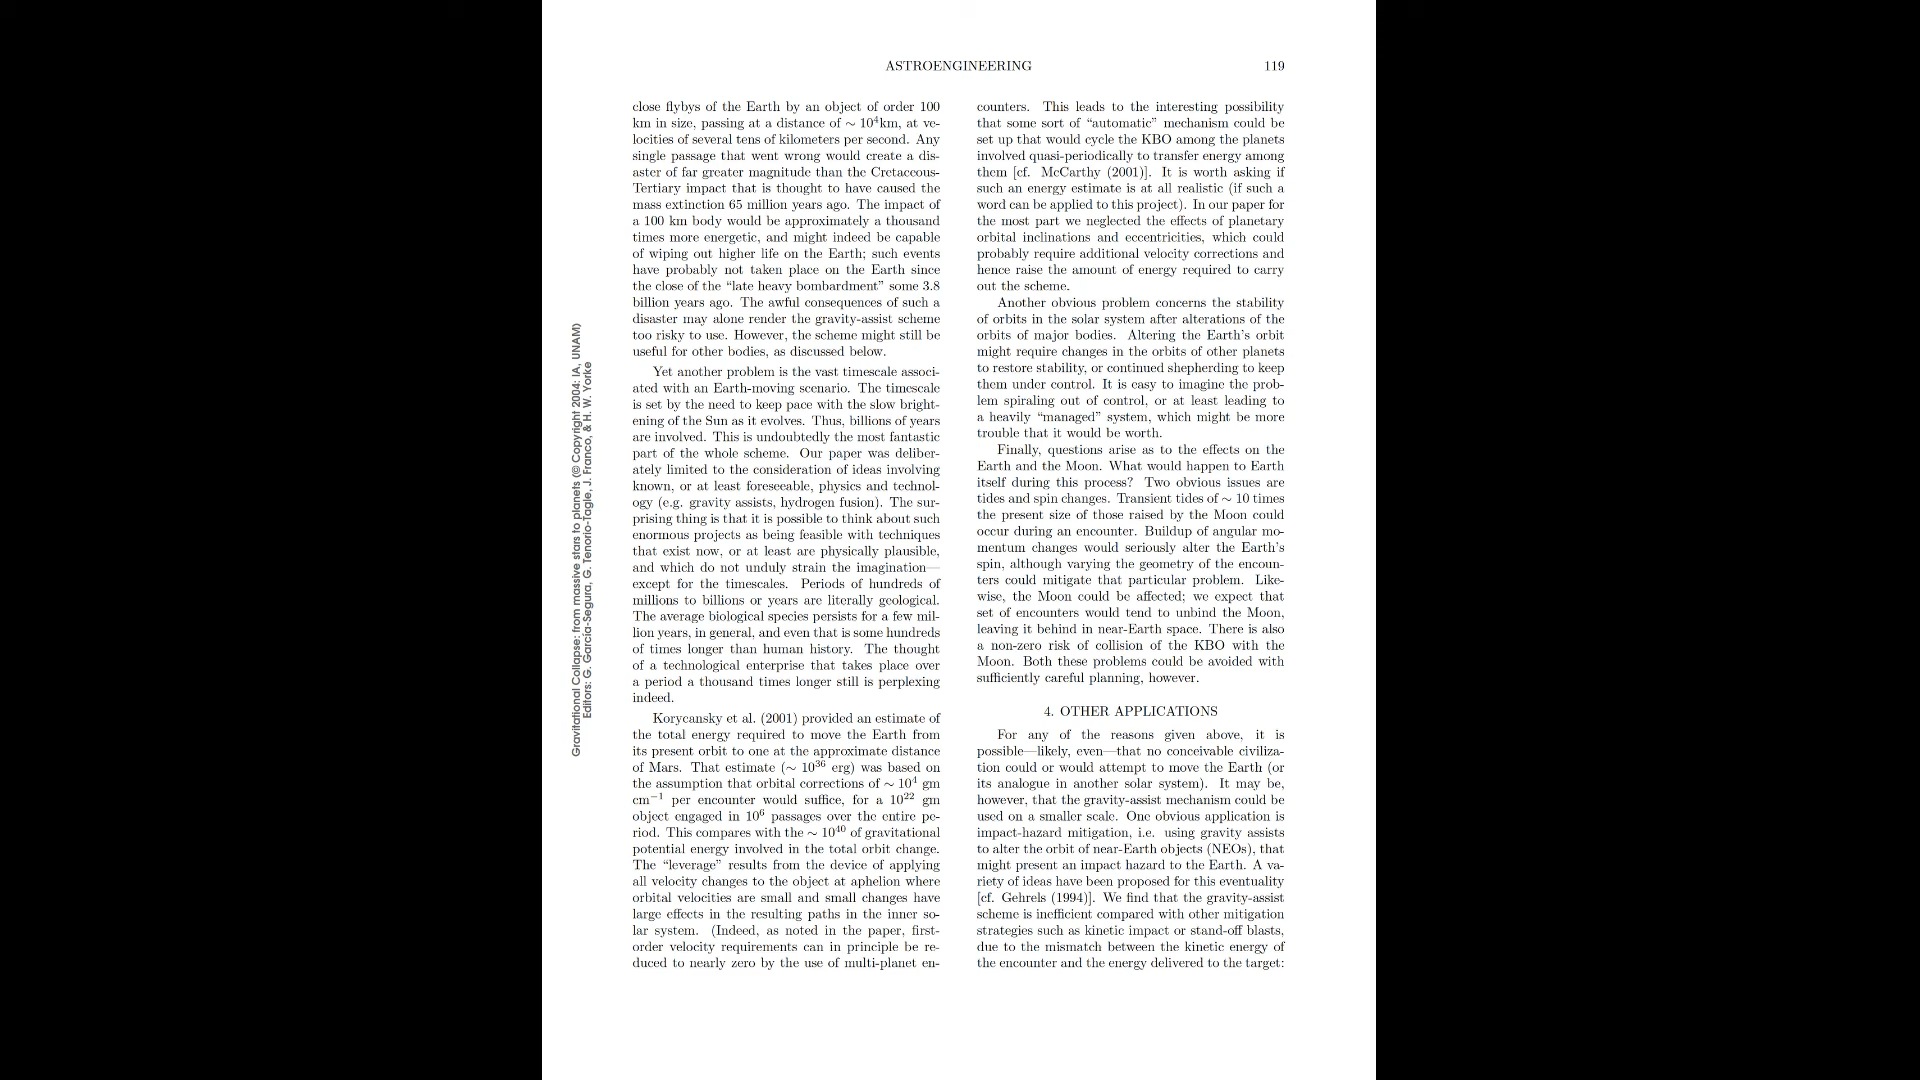 ASTROENGINEERING
119
close flybys of the Earth by an object of order 100
km in size, passing at a distance of ∼ 10⁴km, at ve-
locities of several tens of kilometers per second. Any
single passage that went wrong would create a dis-
aster of far greater magnitude than the Cretaceous-
Tertiary impact that is thought to have caused the
mass extinction 65 million years ago. The impact of
a 100 km body would be approximately a thousand
times more energetic, and might indeed be capable
of wiping out higher life on the Earth; such events
have probably not taken place on the Earth since
the close of the “late heavy bombardment” some 3.8
billion years ago. The awful consequences of such a
disaster may alone render the gravity-assist scheme
too risky to use. However, the scheme might still be
useful for other bodies, as discussed below.
Yet another problem is the vast timescale associ-
ated with an Earth-moving scenario. The timescale
is set by the need to keep pace with the slow bright-
ening of the Sun as it evolves. Thus, billions of years
are involved. This is undoubtedly the most fantastic
part of the whole scheme. Our paper was deliber-
ately limited to the consideration of ideas involving
known, or at least foreseeable, physics and technol-
ogy (e.g. gravity assists, hydrogen fusion). The sur-
prising thing is that it is possible to think about such
enormous projects as being feasible with techniques
that exist now, or at least are physically plausible,
and which do not unduly strain the imagination—
except for the timescales. Periods of hundreds of
millions to billions or years are literally geological.
The average biological species persists for a few mil-
lion years, in general, and even that is some hundreds
of times longer than human history. The thought
of a technological enterprise that takes place over
a period a thousand times longer still is perplexing
indeed.
Korycansky et al. (2001) provided an estimate of
the total energy required to move the Earth from
its present orbit to one at the approximate distance
of Mars. That estimate (∼ 10³⁶ erg) was based on
the assumption that orbital corrections of ∼ 10⁴ gm
cm⁻¹ per encounter would suffice, for a 10²² gm
object engaged in 10⁶ passages over the entire pe-
riod. This compares with the ∼ 10⁴⁰ of gravitational
potential energy involved in the total orbit change.
The “leverage” results from the device of applying
all velocity changes to the object at aphelion where
orbital velocities are small and small changes have
large effects in the resulting paths in the inner so-
lar system. (Indeed, as noted in the paper, first-
order velocity requirements can in principle be re-
duced to nearly zero by the use of multi-planet en-
counters. This leads to the interesting possibility
that some sort of “automatic” mechanism could be
set up that would cycle the KBO among the planets
involved quasi-periodically to transfer energy among
them [cf. McCarthy (2001)]. It is worth asking if
such an energy estimate is at all realistic (if such a
word can be applied to this project). In our paper for
the most part we neglected the effects of planetary
orbital inclinations and eccentricities, which could
probably require additional velocity corrections and
hence raise the amount of energy required to carry
out the scheme.
Another obvious problem concerns the stability
of orbits in the solar system after alterations of the
orbits of major bodies. Altering the Earth’s orbit
might require changes in the orbits of other planets
to restore stability, or continued shepherding to keep
them under control. It is easy to imagine the prob-
lem spiraling out of control, or at least leading to
a heavily “managed” system, which might be more
trouble that it would be worth.
Finally, questions arise as to the effects on the
Earth and the Moon. What would happen to Earth
itself during this process? Two obvious issues are
tides and spin changes. Transient tides of ∼ 10 times
the present size of those raised by the Moon could
occur during an encounter. Buildup of angular mo-
mentum changes would seriously alter the Earth’s
spin, although varying the geometry of the encoun-
ters could mitigate that particular problem. Like-
wise, the Moon could be affected; we expect that
set of encounters would tend to unbind the Moon,
leaving it behind in near-Earth space. There is also
a non-zero risk of collision of the KBO with the
Moon. Both these problems could be avoided with
sufficiently careful planning, however.
4. OTHER APPLICATIONS
For any of the reasons given above, it is
possible—likely, even—that no conceivable civiliza-
tion could or would attempt to move the Earth (or
its analogue in another solar system). It may be,
however, that the gravity-assist mechanism could be
used on a smaller scale. One obvious application is
impact-hazard mitigation, i.e. using gravity assists
to alter the orbit of near-Earth objects (NEOs), that
might present an impact hazard to the Earth. A va-
riety of ideas have been proposed for this eventuality
[cf. Gehrels (1994)]. We find that the gravity-assist
scheme is inefficient compared with other mitigation
strategies such as kinetic impact or stand-off blasts,
due to the mismatch between the kinetic energy of
the encounter and the energy delivered to the target:
Gravitational Collapse: from massive stars to planets (© Copyright 2004: IA, UNAM)
Editors: G. García-Segura, G. Tenorio-Tagle, J. Franco, & H. W. Yorke